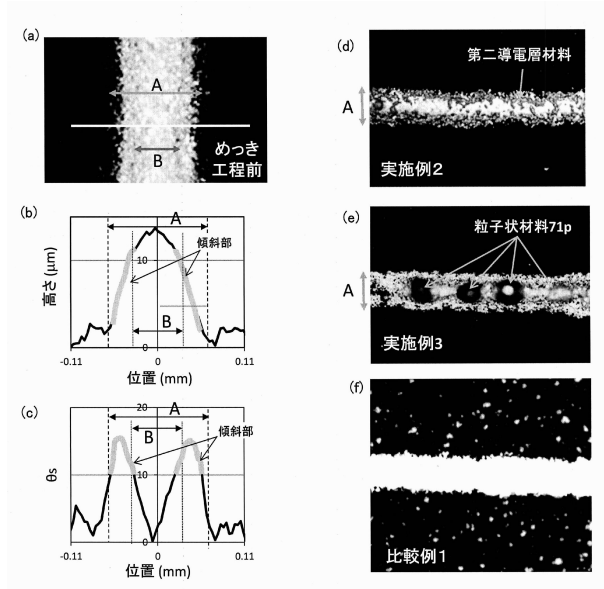 (a)
A
B
めっき
工程前
(b)
高さ (μm)
10
0
A
傾斜部
B
-0.11
0
0.11
位置 (mm)
(c)
θs
20
10
0
A
B
傾斜部
-0.11
0
0.11
位置 (mm)
(d)
第二導電層材料
A
実施例2
(e)
粒子状材料71p
A
実施例3
(f)
比較例1